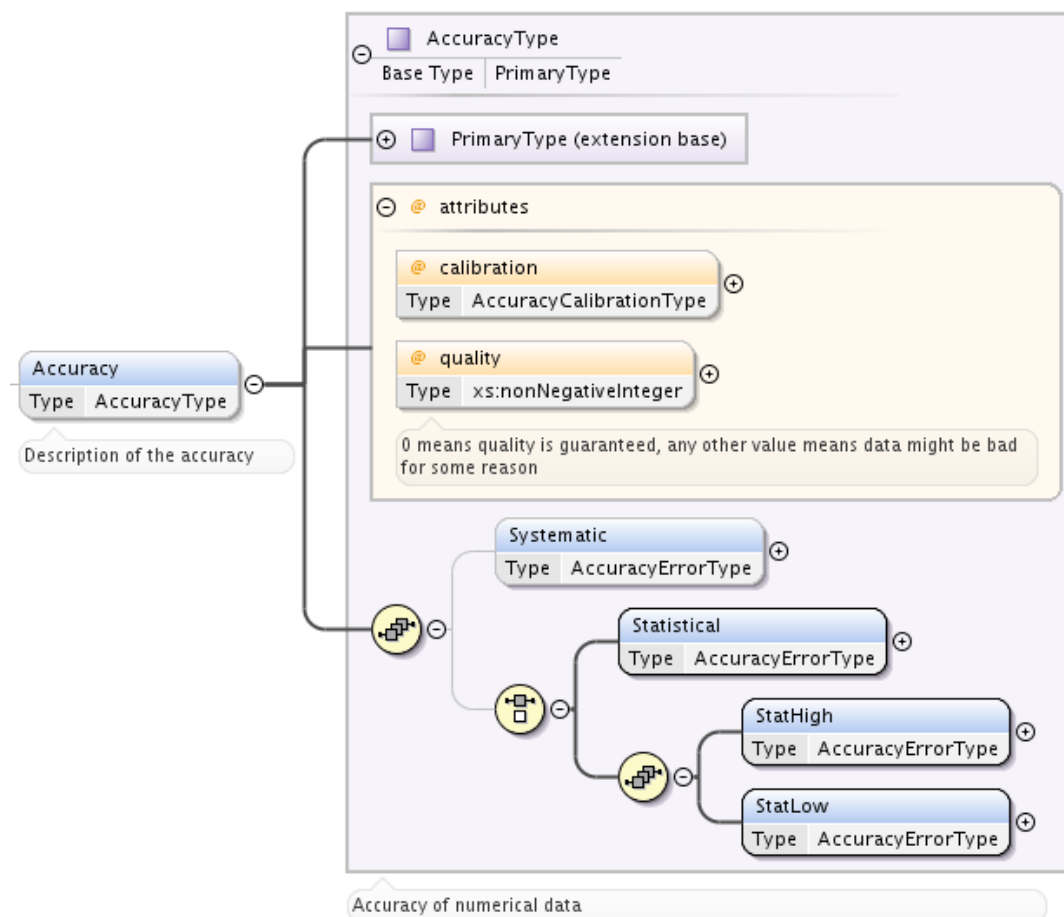 AccuracyType
Base Type PrimaryType
PrimaryType (extension base)
@ attributes
@ calibration
Type AccuracyCalibrationType
@ quality
Type xs:nonNegativeInteger
0 means quality is guaranteed, any other value means data might be bad
for some reason
Accuracy
Type AccuracyType
Description of the accuracy
Systematic
Type AccuracyErrorType
Statistical
Type AccuracyErrorType
StatHigh
Type AccuracyErrorType
StatLow
Type AccuracyErrorType
Accuracy of numerical data